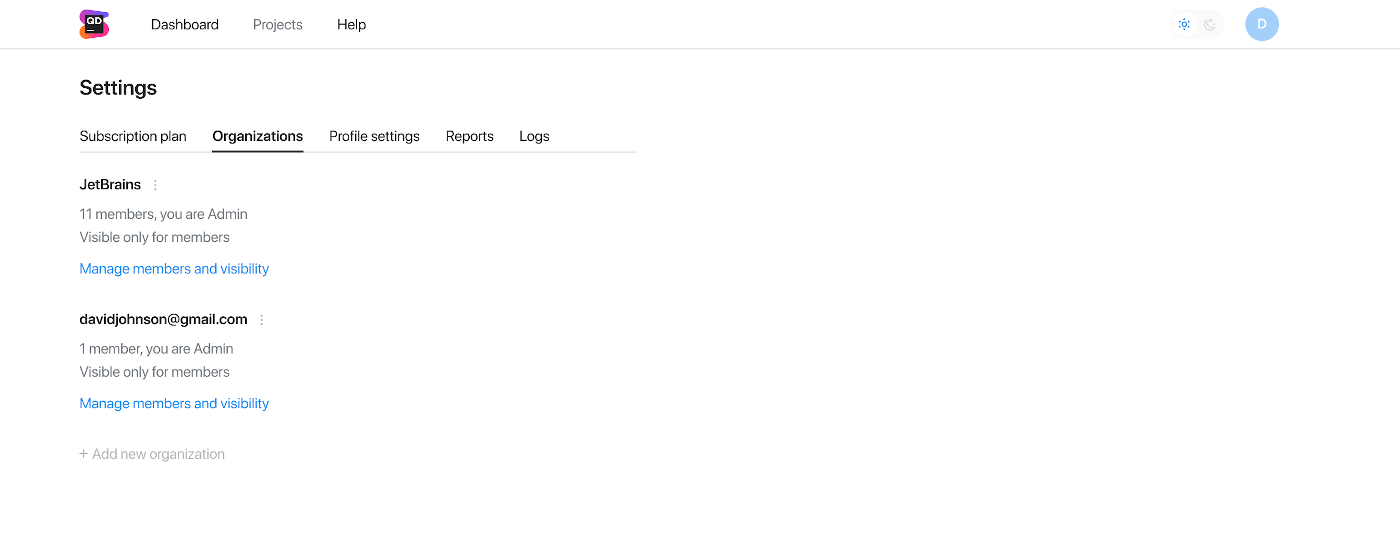 QD
Dashboard Projects Help
D
Settings
Subscription plan Organizations Profile settings Reports Logs
JetBrains
11 members, you are Admin
Visible only for members
Manage members and visibility
davidjohnson@gmail.com
1 member, you are Admin
Visible only for members
Manage members and visibility
+ Add new organization